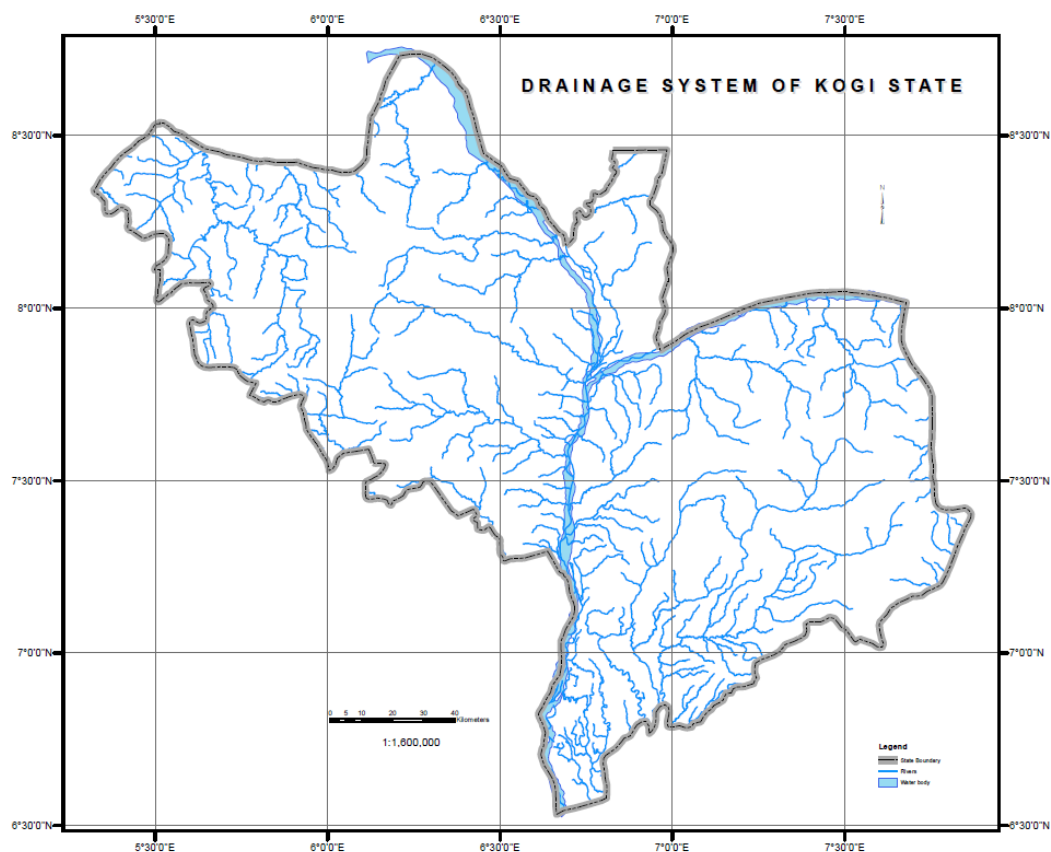 5°30'0"E 6°0'0"E 6°30'0"E 7°0'0"E 7°30'0"E
DRAINAGE SYSTEM OF KOGI STATE
8°30'0"N 8°30'0"N
N
8°0'0"N 8°0'0"N
7°30'0"N 7°30'0"N
7°0'0"N 7°0'0"N
0 5 10 20 30 40
Kilometers
1:1,600,000
Legend
State Boundary
Rivers
Water body
6°30'0"N 6°30'0"N
5°30'0"E 6°0'0"E 6°30'0"E 7°0'0"E 7°30'0"E